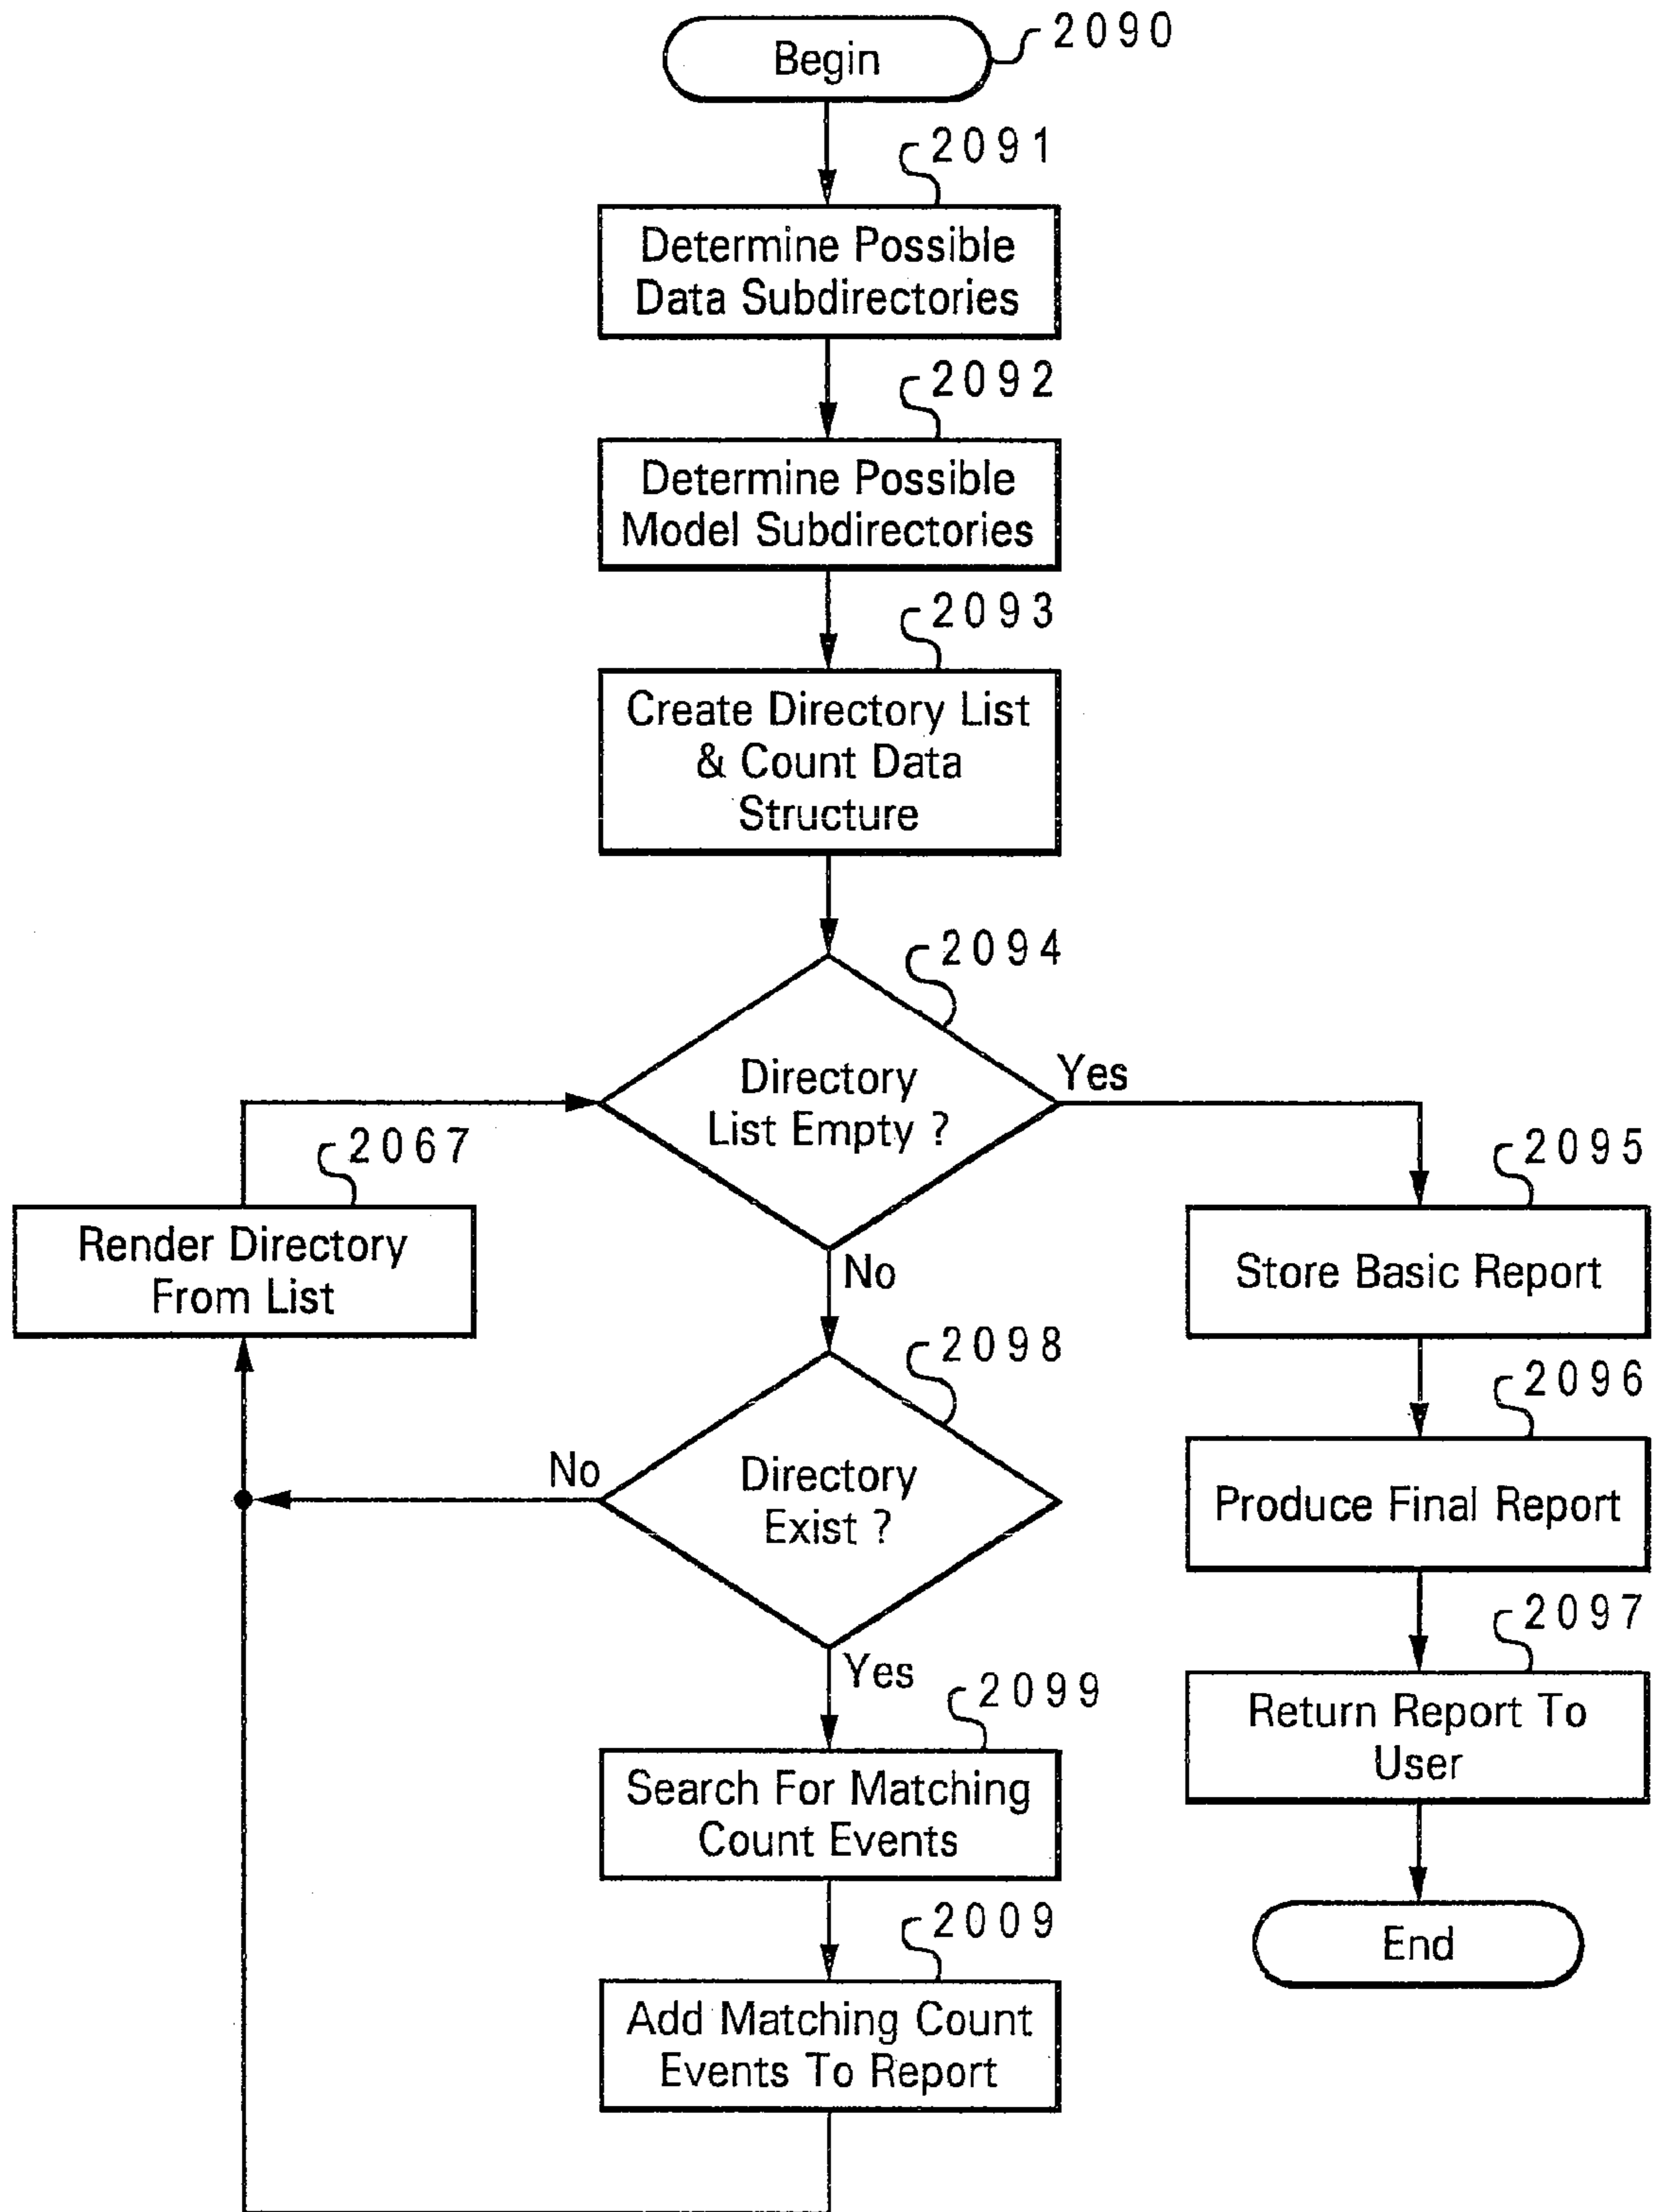 Begin
2090
2091
Determine Possible
Data Subdirectories
2092
Determine Possible
Model Subdirectories
2093
Create Directory List
& Count Data
Structure
2094
Directory
List Empty ?
Yes
No
2067
Render Directory
From List
2095
Store Basic Report
2098
Directory
Exist ?
No
Yes
2096
Produce Final Report
2097
Return Report To
User
2099
Search For Matching
Count Events
End
2009
Add Matching Count
Events To Report